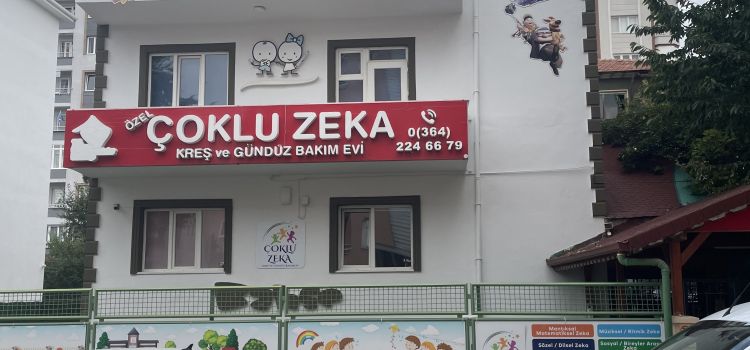 ÖZEL
ÇOKLU ZEKA
KREŞ ve GÜNDÜZ BAKIM EVİ
0(364)
224 66 79
ÇOKLU
ZEKA
Mantıksal
Matematiksel Zeka
Müziksel / Ritmik Zeka
Sözel / Dilsel Zeka
Sosyal / Bireyler Arası